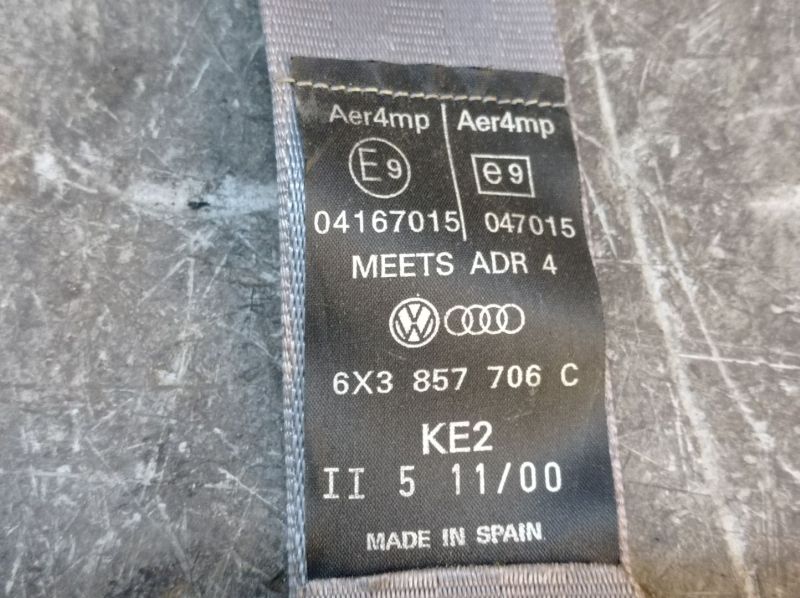 Aer4mp Aer4mp
E9 e9
04167015 047015
MEETS ADR 4
VW
6X3 857 706 C
KE2
II 5 11/00
MADE IN SPAIN